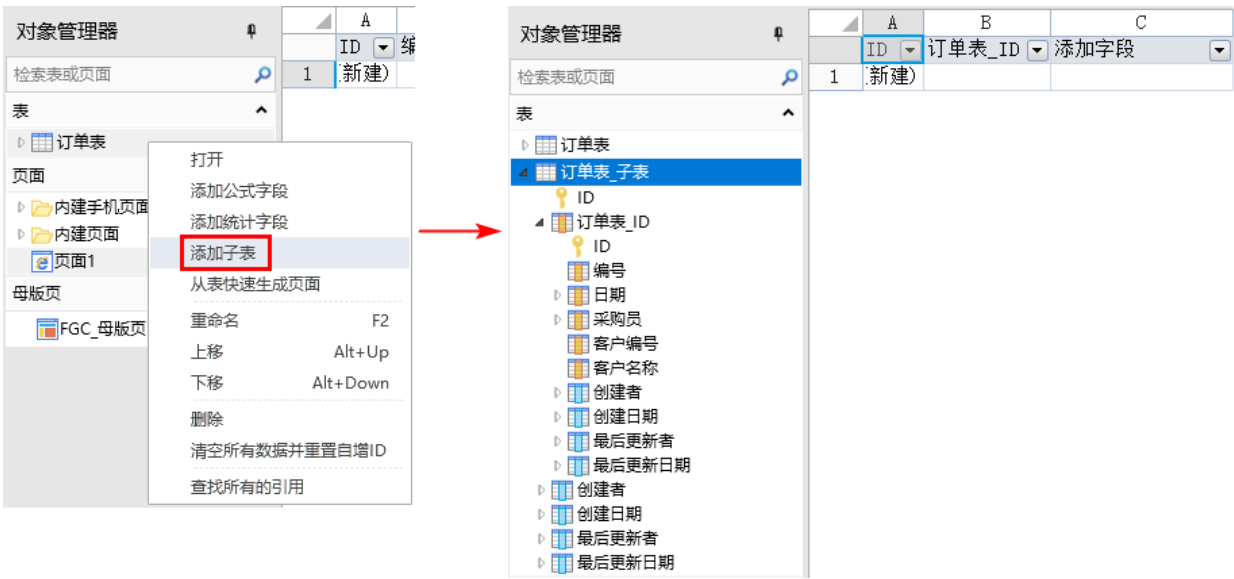 对象管理器
检索表或页面
表
订单表
页面
内建手机页面
内建页面
页面1
母版页
FGC_母版页
A
ID
1
新建)
打开
添加公式字段
添加统计字段
添加子表
从表快速生成页面
重命名 F2
上移 Alt+Up
下移 Alt+Down
删除
清空所有数据并重置自增ID
查找所有的引用
对象管理器
检索表或页面
表
订单表
订单表_子表
ID
订单表_ID
ID
编号
日期
采购员
客户编号
客户名称
创建者
创建日期
最后更新者
最后更新日期
创建者
创建日期
最后更新者
最后更新日期
A B C
ID 订单表_ID 添加字段
1 新建)